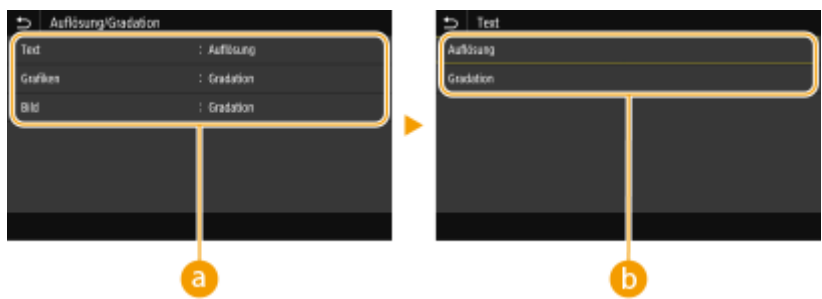 Auflösung/Gradation
Text : Auflösung
Grafiken : Gradation
Bild : Gradation
a
Text
Auflösung
Gradation
b